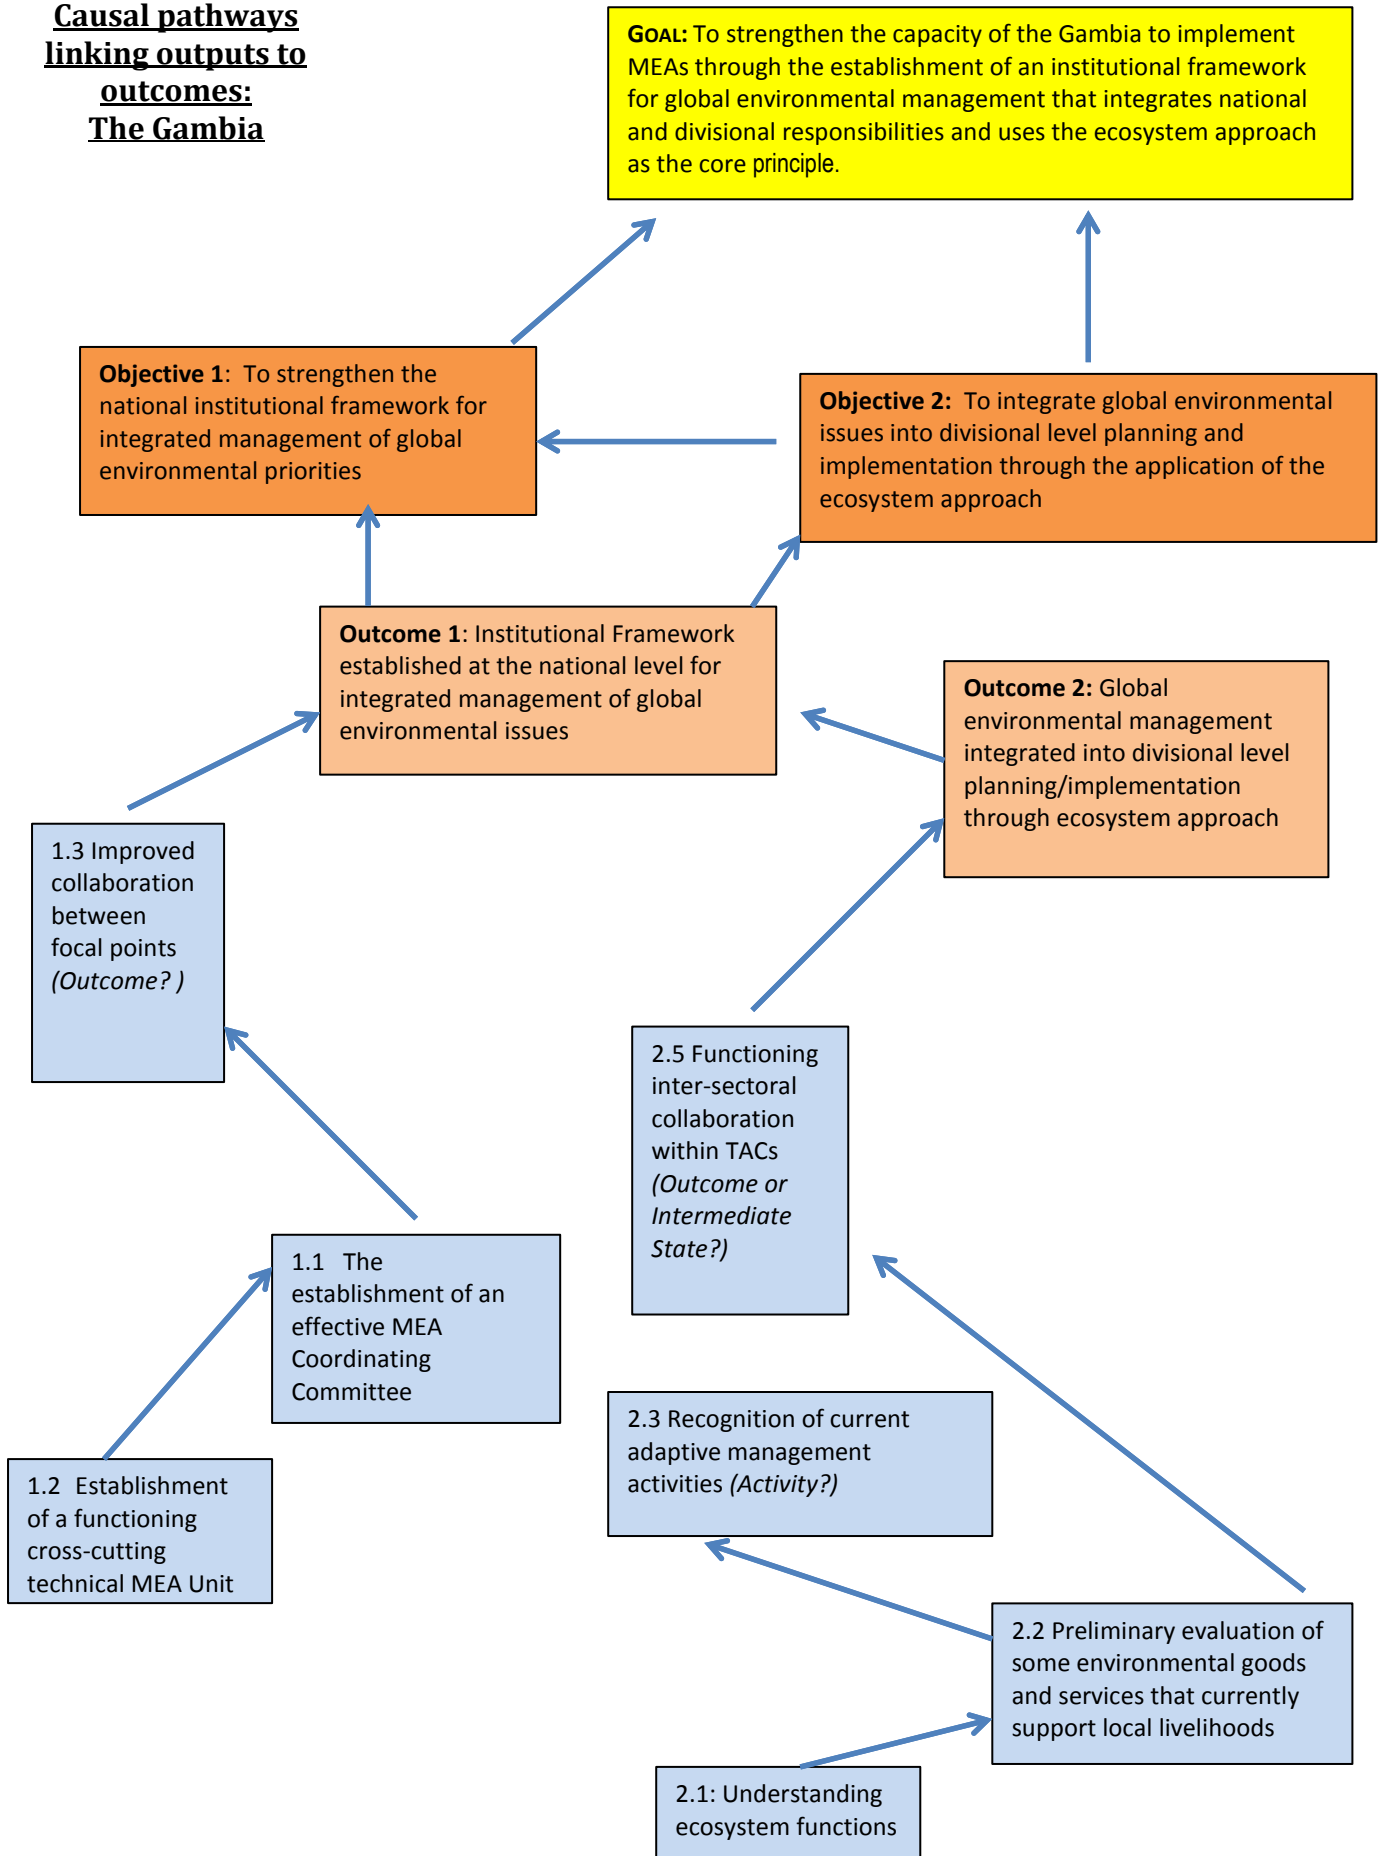 Causal pathways
linking outputs to
outcomes:
The Gambia
GOAL: To strengthen the capacity of the Gambia to implement
MEAs through the establishment of an institutional framework
for global environmental management that integrates national
and divisional responsibilities and uses the ecosystem approach
as the core principle.
Objective 1:  To strengthen the
national institutional framework for
integrated management of global
environmental priorities
Objective 2:  To integrate global environmental
issues into divisional level planning and
implementation through the application of the
ecosystem approach
Outcome 1: Institutional Framework
established at the national level for
integrated management of global
environmental issues
Outcome 2: Global
environmental management
integrated into divisional level
planning/implementation
through ecosystem approach
1.3 Improved
collaboration
between
focal points
(Outcome? )
2.5 Functioning
inter-sectoral
collaboration
within TACs
(Outcome or
Intermediate
State?)
1.1   The
establishment of an
effective MEA
Coordinating
Committee
2.3 Recognition of current
adaptive management
activities (Activity?)
1.2  Establishment
of a functioning
cross-cutting
technical MEA Unit
2.2 Preliminary evaluation of
some environmental goods
and services that currently
support local livelihoods
2.1: Understanding
ecosystem functions